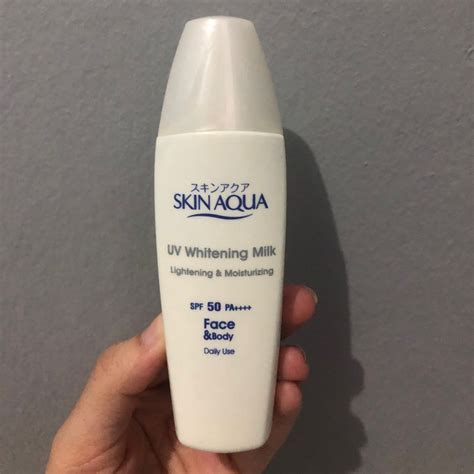 スキンアクア
SKIN AQUA
UV Whitening Milk
Lightening & Moisturizing
SPF 50 PA++++
Face
&Body
Daily Use